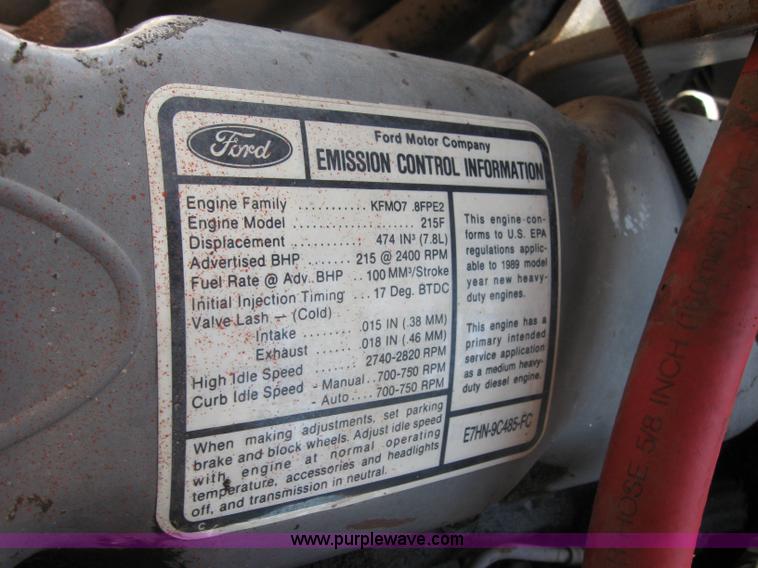 Ford
Ford Motor Company
EMISSION CONTROL INFORMATION
Engine Family ............ KFM07 .8FPE2
Engine Model .................... 215F
Displacement ......... 474 IN³ (7.8L)
Advertised BHP ..... 215 @ 2400 RPM
Fuel Rate @ Adv. BHP .. 100 MM³/Stroke
Initial Injection Timing ... 17 Deg. BTDC
Valve Lash — (Cold)
Intake ....... .015 IN (.38 MM)
Exhaust ...... .018 IN (.46 MM)
High Idle Speed ...... 2740-2820 RPM
Curb Idle Speed - Manual .. 700-750 RPM
- Auto .... 700-750 RPM
This engine con-
forms to U.S. EPA
regulations applic-
able to 1989 model
year new heavy-
duty engines.
This engine has a
primary intended
service application
as a medium heavy-
duty diesel engine.
When making adjustments, set parking
brake and block wheels. Adjust idle speed
with engine at normal operating
temperature, accessories and headlights
off, and transmission in neutral.
E7HN-9C485-FC
C
HOSE 5/8 INCH
www.purplewave.com